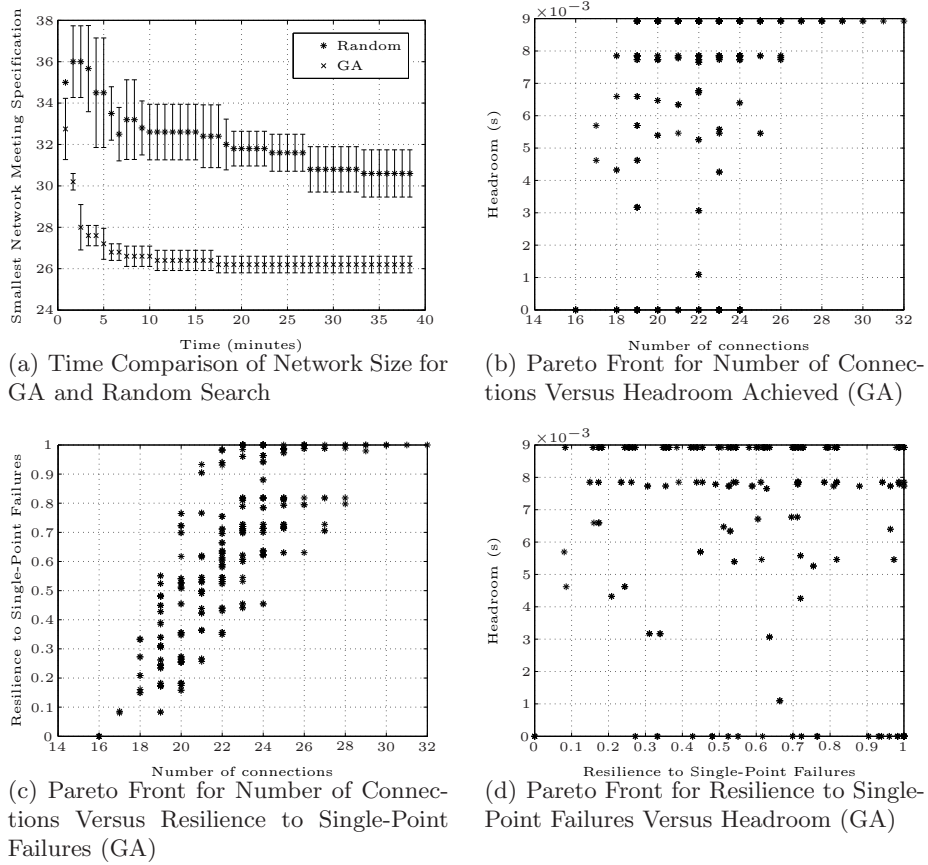 38
36
34
32
30
28
26
24
Smallest Network Meeting Specification
Random
GA
0 5 10 15 20 25 30 35 40
Time (minutes)
(a) Time Comparison of Network Size for
GA and Random Search
×10⁻³
9
8
7
6
5
4
3
2
1
0
Headroom (s)
14 16 18 20 22 24 26 28 30 32
Number of connections
(b) Pareto Front for Number of Connec-
tions Versus Headroom Achieved (GA)
1
0.9
0.8
0.7
0.6
0.5
0.4
0.3
0.2
0.1
0
Resilience to Single-Point Failures
14 16 18 20 22 24 26 28 30 32
Number of connections
(c) Pareto Front for Number of Connec-
tions Versus Resilience to Single-Point
Failures (GA)
×10⁻³
9
8
7
6
5
4
3
2
1
0
Headroom (s)
0 0.1 0.2 0.3 0.4 0.5 0.6 0.7 0.8 0.9 1
Resilience to Single-Point Failures
(d) Pareto Front for Resilience to Single-
Point Failures Versus Headroom (GA)